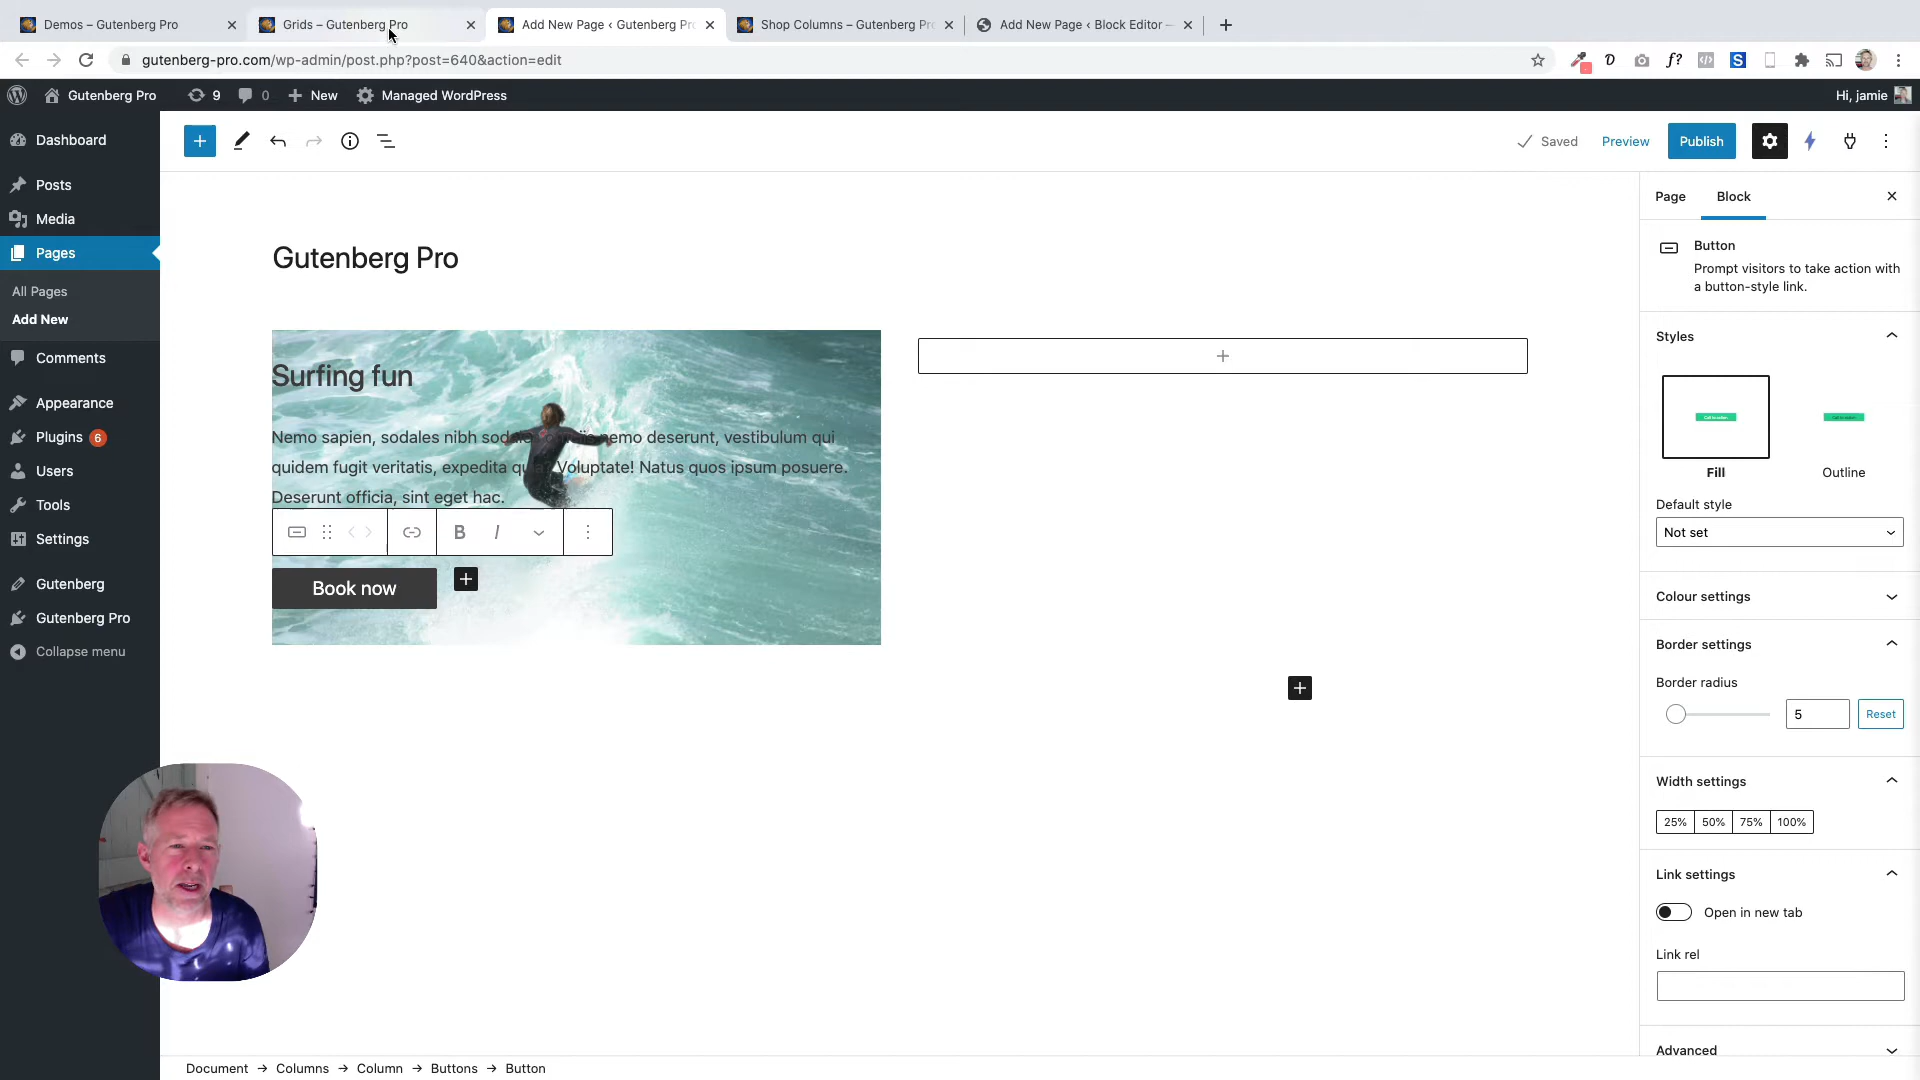 Demos – Gutenberg Pro
Grids – Gutenberg Pro
Add New Page ‹ Gutenberg Pro
Shop Columns – Gutenberg Pro
Add New Page ‹ Block Editor —
gutenberg-pro.com/wp-admin/post.php?post=640&action=edit
Gutenberg Pro
9
0
New
Managed WordPress
Hi, jamie
Dashboard
Posts
Media
Pages
All Pages
Add New
Comments
Appearance
Plugins 6
Users
Tools
Settings
Gutenberg
Gutenberg Pro
Collapse menu
Saved
Preview
Publish
Gutenberg Pro
Surfing fun
Nemo sapien, sodales nibh nemo deserunt, vestibulum qui
quidem fugit veritatis, expedita quia? Voluptate! Natus quos ipsum posuere.
Deserunt officia, sint eget hac.
B I
Book now
Page
Block
Button
Prompt visitors to take action with
a button-style link.
Styles
Fill
Outline
Default style
Not set
Colour settings
Border settings
Border radius
5
Reset
Width settings
25% 50% 75% 100%
Link settings
Open in new tab
Link rel
Advanced
Document → Columns → Column → Buttons → Button